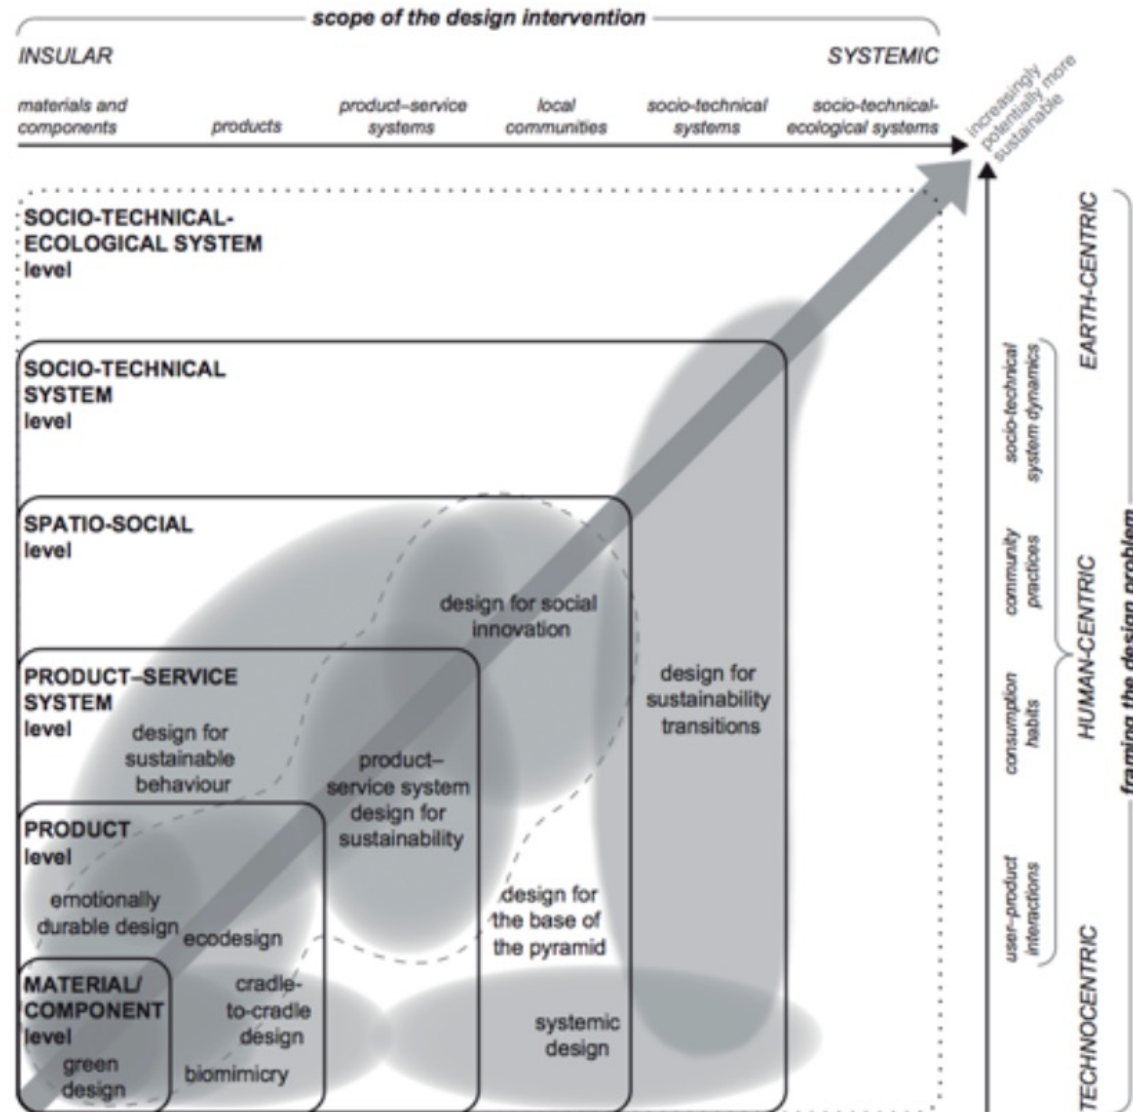 scope of the design intervention
INSULAR
SYSTEMIC
materials and
components
products
product–service
systems
local
communities
socio-technical
systems
socio-technical-
ecological systems
increasingly
potentially more
sustainable
SOCIO-TECHNICAL-
ECOLOGICAL SYSTEM
level
SOCIO-TECHNICAL
SYSTEM
level
SPATIO-SOCIAL
level
design for social
innovation
PRODUCT–SERVICE
SYSTEM
level
design for
sustainable
behaviour
product–
service system
design for
sustainability
design for
sustainability
transitions
PRODUCT
level
emotionally
durable design
ecodesign
design for
the base of
the pyramid
MATERIAL/
COMPONENT
level
green
design
cradle-
to-cradle
design
biomimicry
systemic
design
EARTH-CENTRIC
HUMAN-CENTRIC
TECHNOCENTRIC
socio-technical
system dynamics
community
practices
consumption
habits
user–product
interactions
framing the design problem